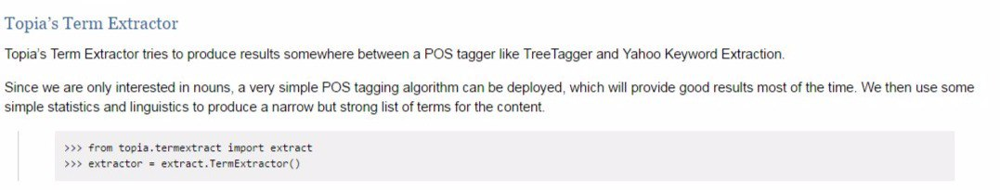 Topia's Term Extractor
Topia's Term Extractor tries to produce results somewhere between a POS tagger like TreeTagger and Yahoo Keyword Extraction.
Since we are only interested in nouns, a very simple POS tagging algorithm can be deployed, which will provide good results most of the time. We then use some
simple statistics and linguistics to produce a narrow but strong list of terms for the content.
>>> from topia.termextract import extract
>>> extractor = extract.TermExtractor()